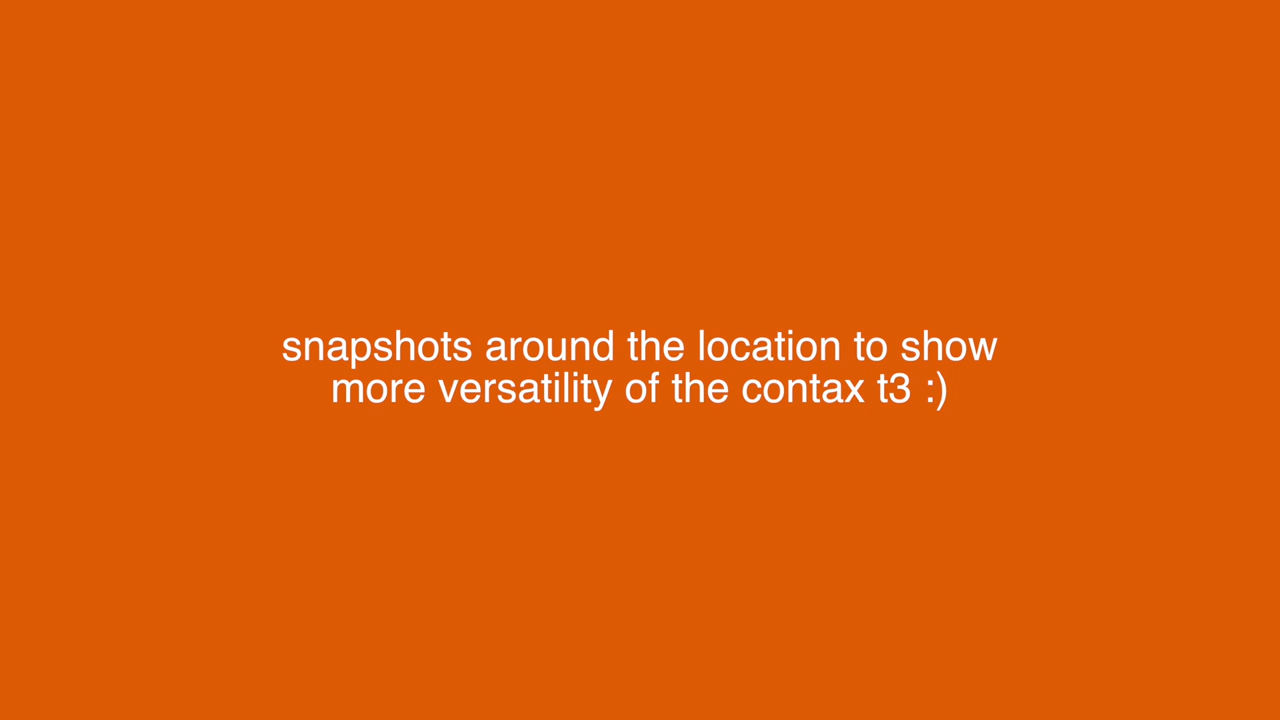 snapshots around the location to show
more versatility of the contax t3 :)